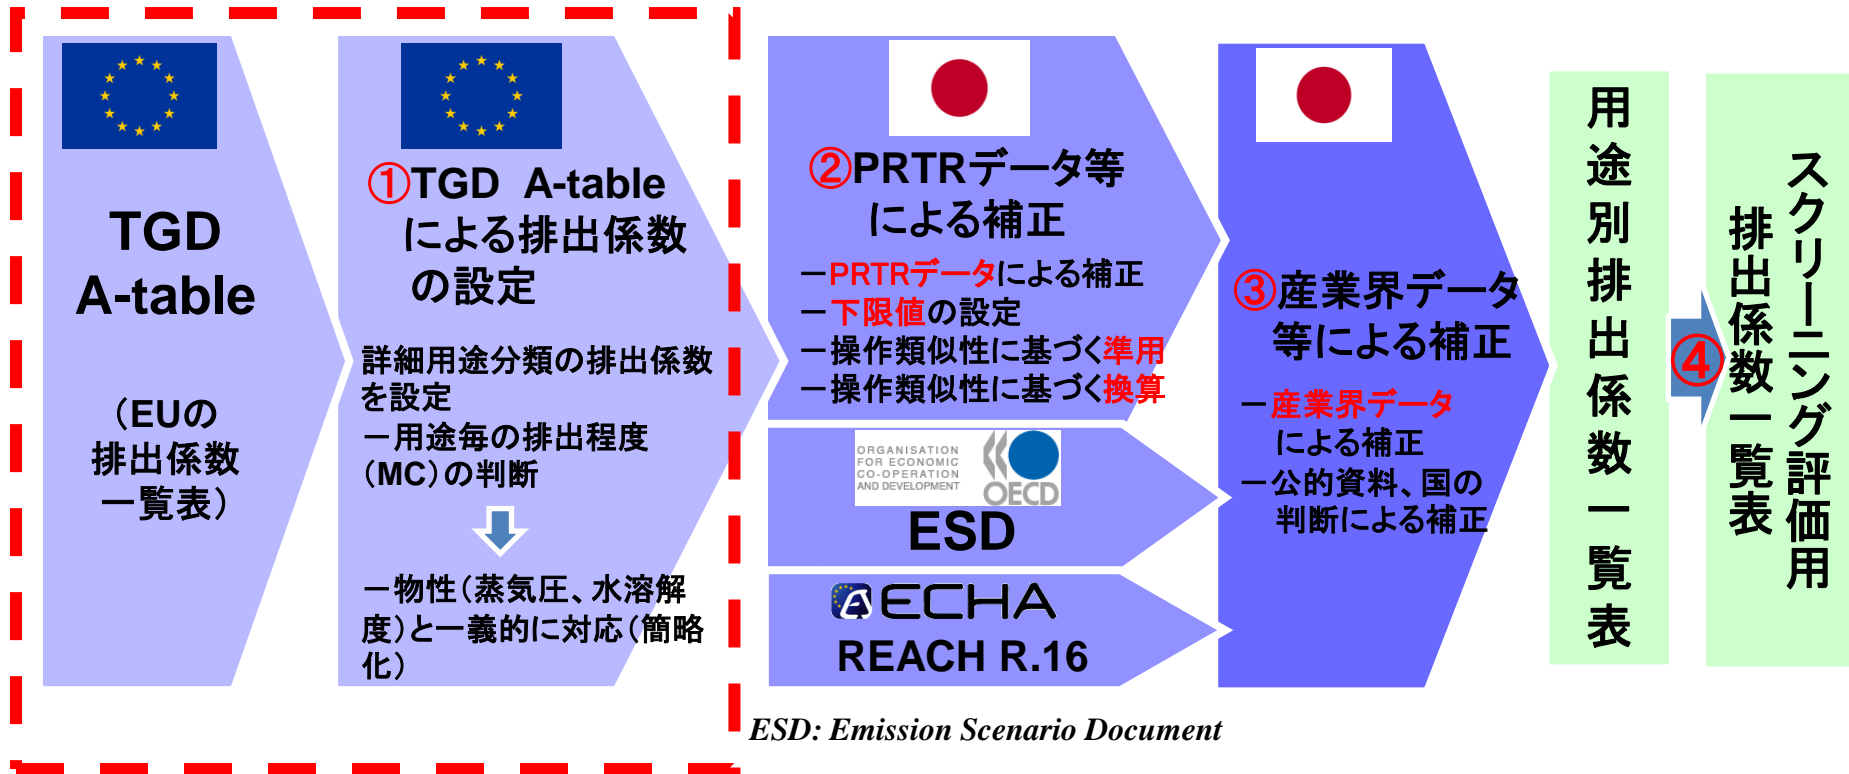 TGD
A-table
（EUの
排出係数
一覧表）
①TGD A-table
による排出係数
の設定
詳細用途分類の排出係数
を設定
－用途毎の排出程度
（MC）の判断
－物性（蒸気圧、水溶解
度）と一義的に対応（簡略
化）
②PRTRデータ等
による補正
－PRTRデータによる補正
－下限値の設定
－操作類似性に基づく準用
－操作類似性に基づく換算
ORGANISATION
FOR ECONOMIC
CO-OPERATION
AND DEVELOPMENT
OECD
ESD
ECHA
REACH R.16
③産業界データ
等による補正
－産業界データ
による補正
－公的資料、国の
判断による補正
用途別排出係数一覧表
④
スクリーニング評価用
排出係数一覧表
ESD: Emission Scenario Document